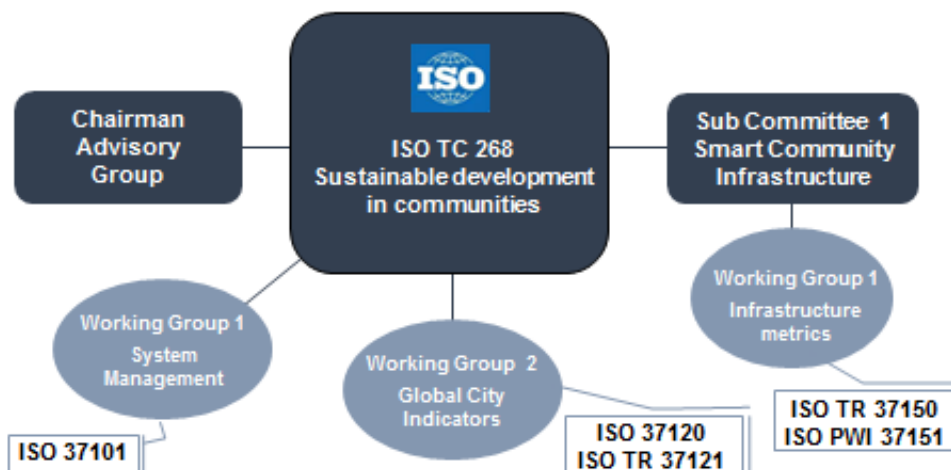 ISO
ISO TC 268
Sustainable development
in communities
Chairman
Advisory
Group
Sub Committee 1
Smart Community
Infrastructure
Working Group 1
System
Management
ISO 37101
Working Group 2
Global City
Indicators
ISO 37120
ISO TR 37121
Working Group 1
Infrastructure
metrics
ISO TR 37150
ISO PWI 37151